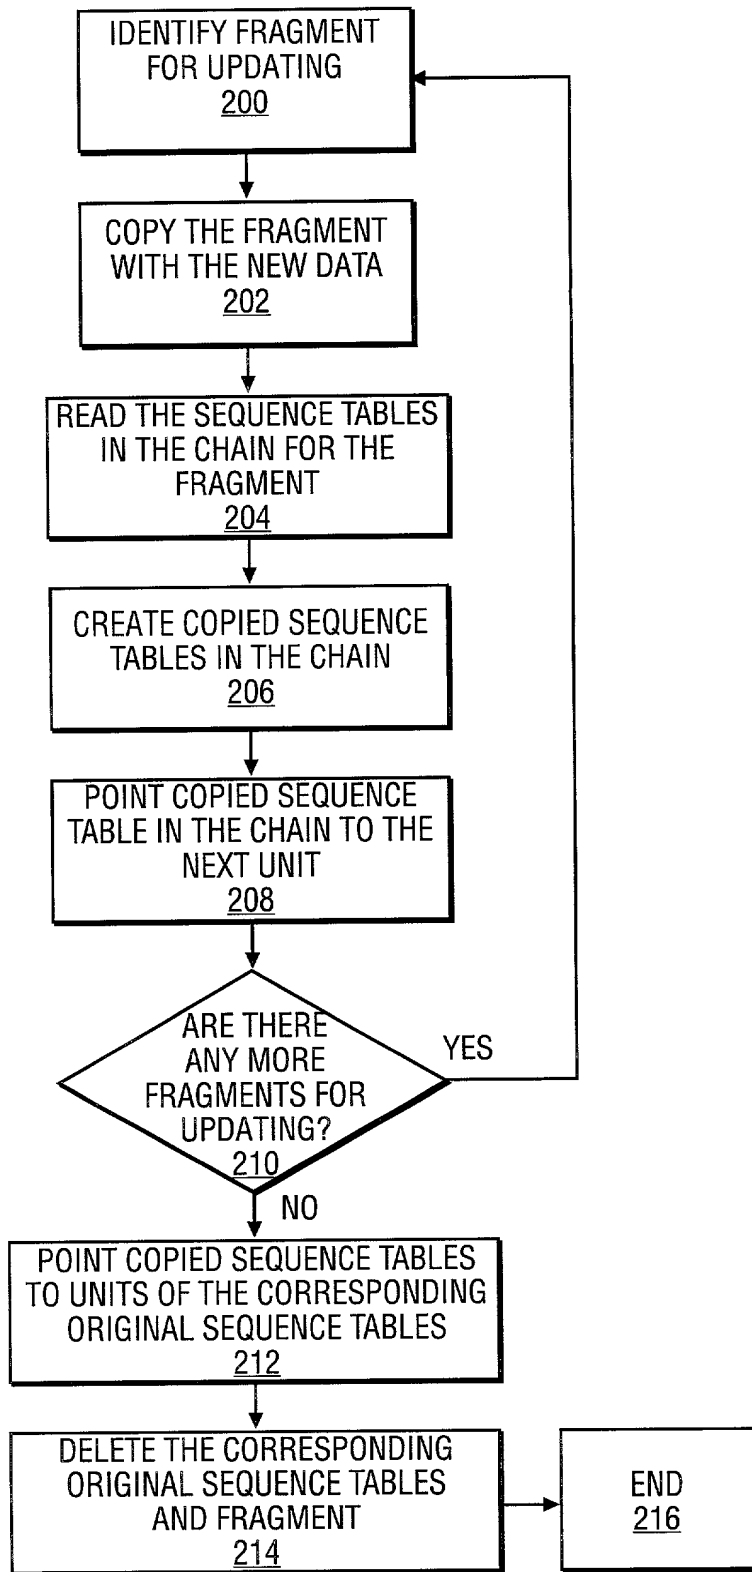 IDENTIFY FRAGMENT
FOR UPDATING
200
COPY THE FRAGMENT
WITH THE NEW DATA
202
READ THE SEQUENCE TABLES
IN THE CHAIN FOR THE
FRAGMENT
204
CREATE COPIED SEQUENCE
TABLES IN THE CHAIN
206
POINT COPIED SEQUENCE
TABLE IN THE CHAIN TO THE
NEXT UNIT
208
ARE THERE
ANY MORE
FRAGMENTS FOR
UPDATING?
210
YES
NO
POINT COPIED SEQUENCE TABLES
TO UNITS OF THE CORRESPONDING
ORIGINAL SEQUENCE TABLES
212
DELETE THE CORRESPONDING
ORIGINAL SEQUENCE TABLES
AND FRAGMENT
214
END
216